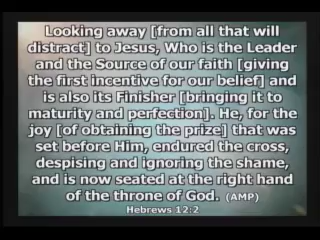 Looking away [from all that will
distract] to Jesus, Who is the Leader
and the Source of our faith [giving
the first incentive for our belief] and
is also its Finisher [bringing it to
maturity and perfection]. He, for the
joy [of obtaining the prize] that was
set before Him, endured the cross,
despising and ignoring the shame,
and is now seated at the right hand
of the throne of God. (AMP)
Hebrews 12:2